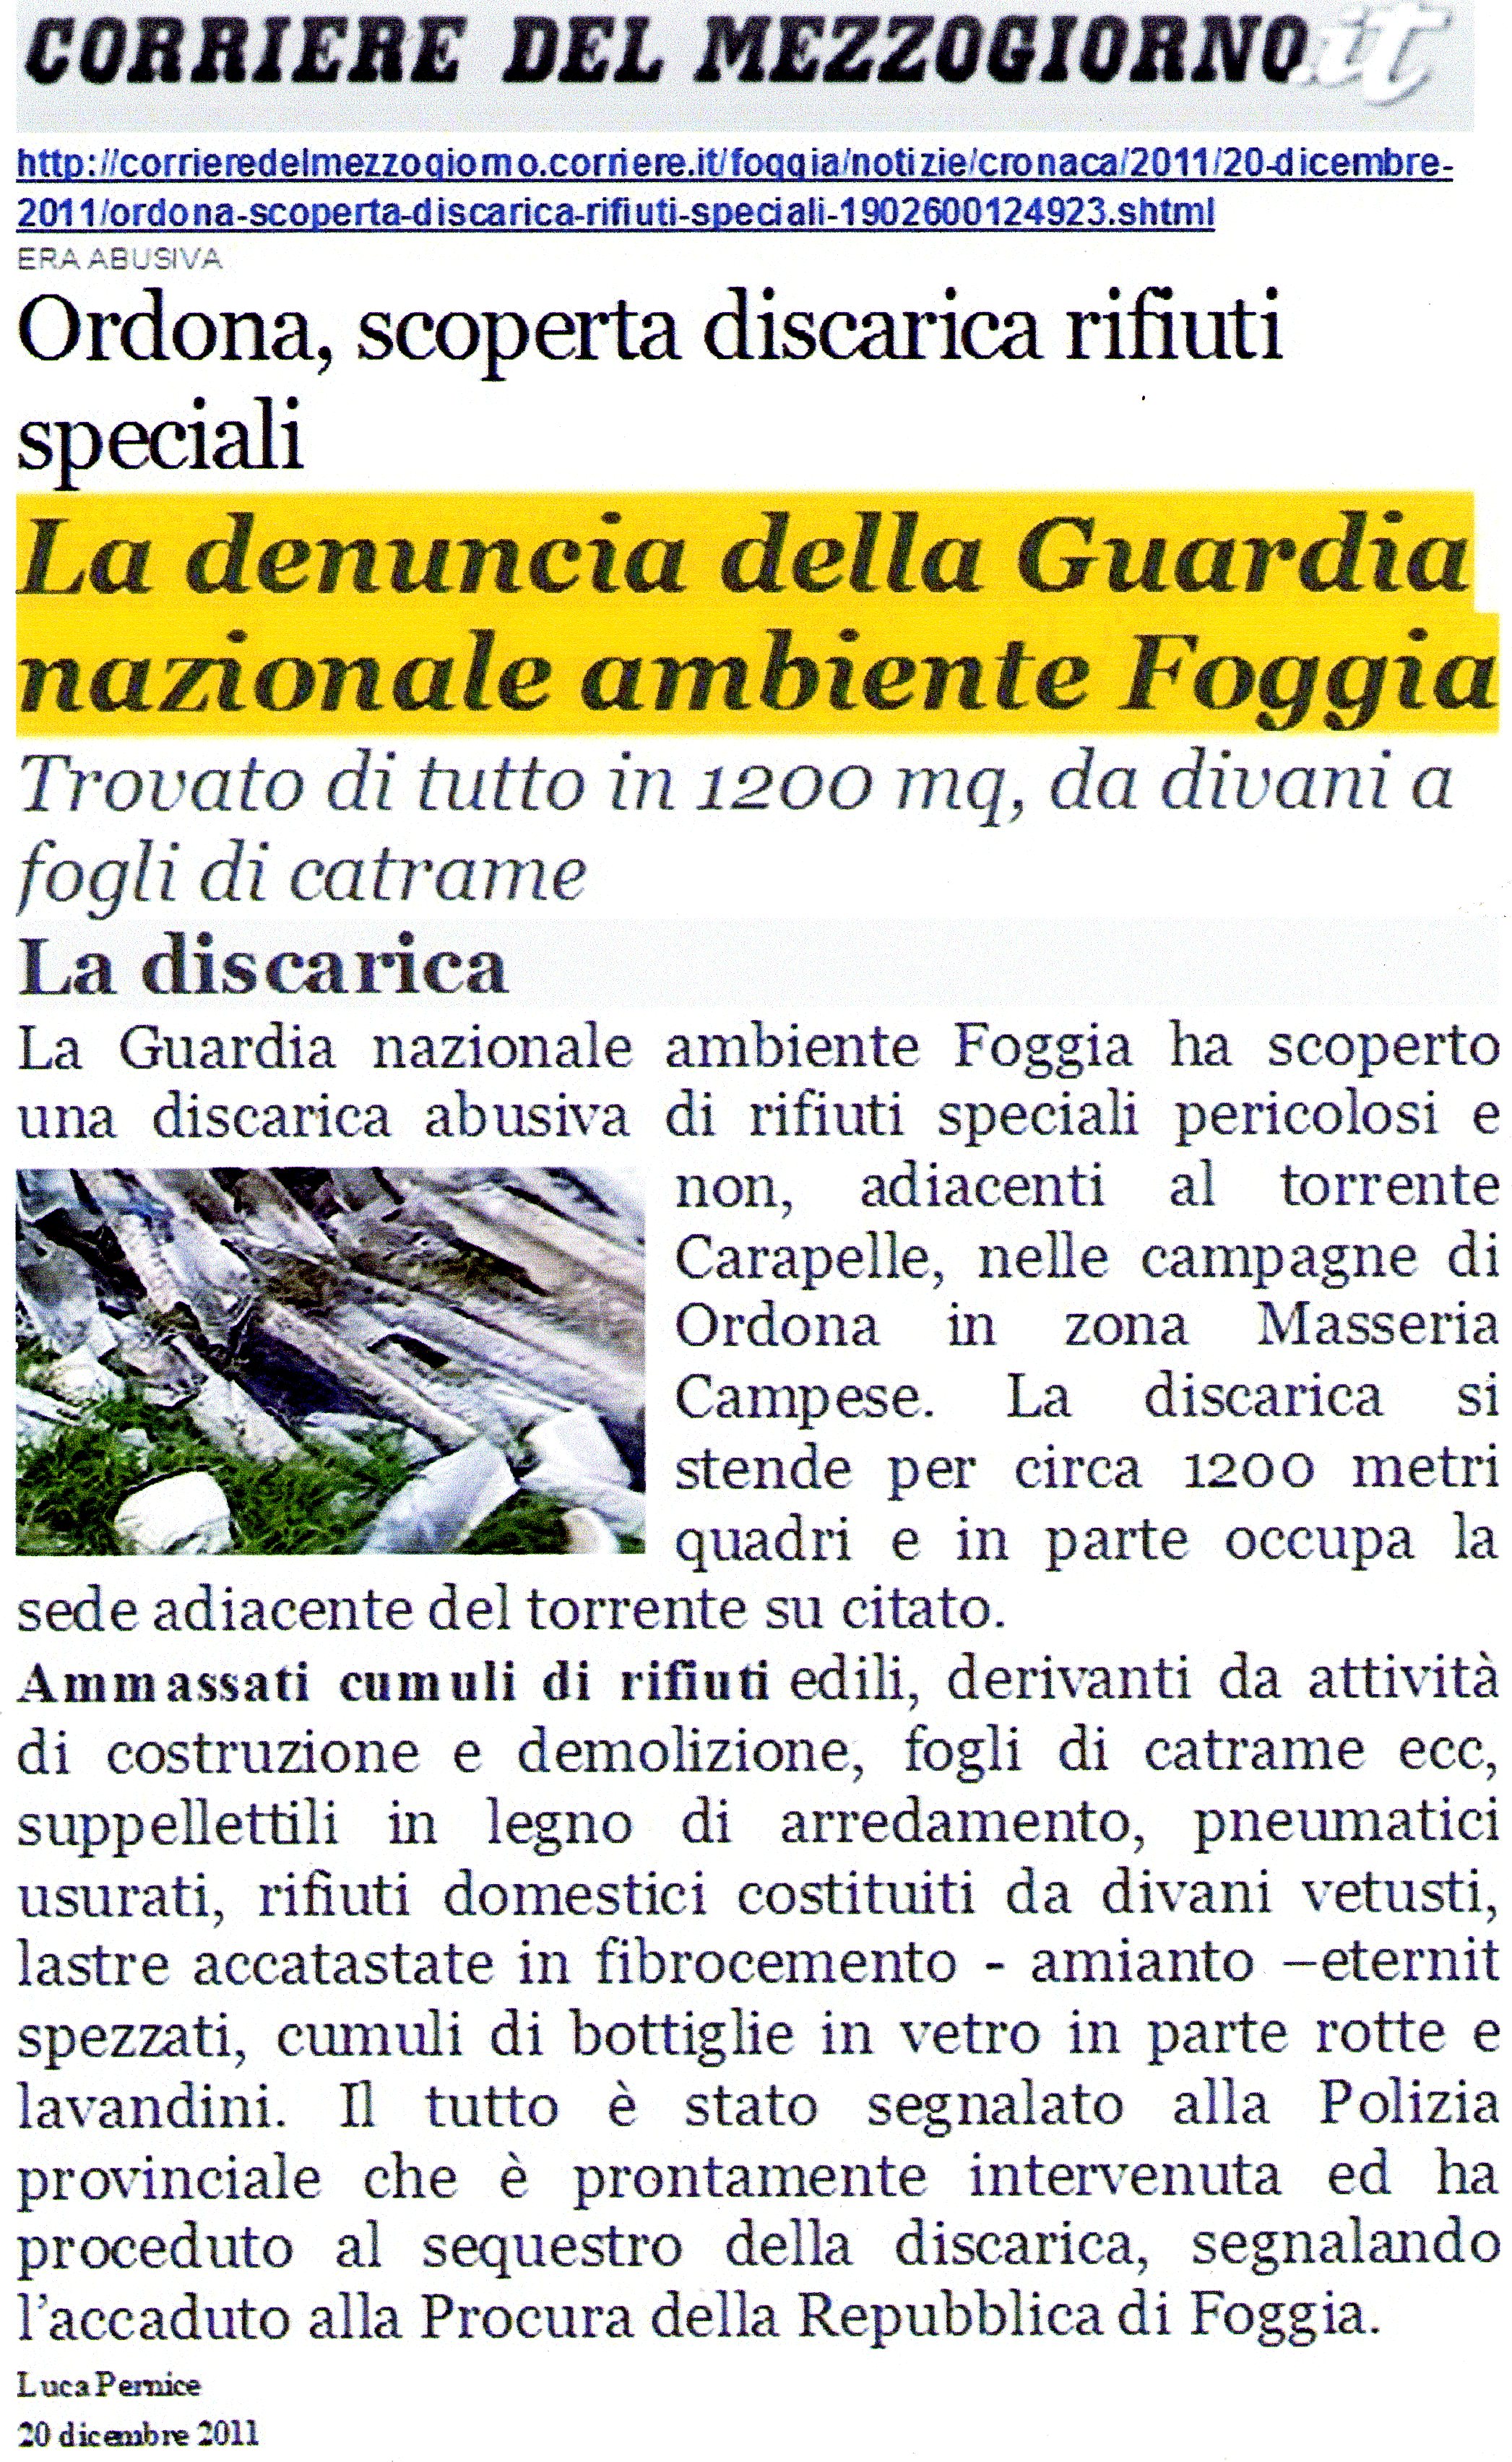 CORRIERE DEL MEZZOGIORNO.it
http://corrieredelmezzogiorno.corriere.it/foggia/notizie/cronaca/2011/20-dicembre-
2011/ordona-scoperta-discarica-rifiuti-speciali-1902600124923.shtml
ERA ABUSIVA
Ordona, scoperta discarica rifiuti
speciali
La denuncia della Guardia
nazionale ambiente Foggia
Trovato di tutto in 1200 mq, da divani a
fogli di catrame
La discarica
La Guardia nazionale ambiente Foggia ha scoperto
una discarica abusiva di rifiuti speciali pericolosi e
non, adiacenti al torrente
Carapelle, nelle campagne di
Ordona in zona Masseria
Campese. La discarica si
stende per circa 1200 metri
quadri e in parte occupa la
sede adiacente del torrente su citato.
Ammassati cumuli di rifiuti edili, derivanti da attività
di costruzione e demolizione, fogli di catrame ecc,
suppellettili in legno di arredamento, pneumatici
usurati, rifiuti domestici costituiti da divani vetusti,
lastre accatastate in fibrocemento - amianto –eternit
spezzati, cumuli di bottiglie in vetro in parte rotte e
lavandini. Il tutto è stato segnalato alla Polizia
provinciale che è prontamente intervenuta ed ha
proceduto al sequestro della discarica, segnalando
l'accaduto alla Procura della Repubblica di Foggia.
Luca Pernice
20 dicembre 2011